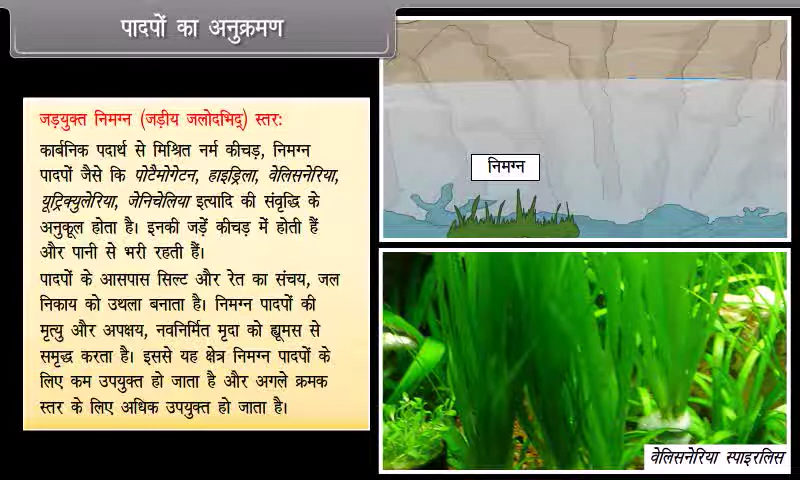 पादपों का अनुक्रमण
जड़युक्त निमग्न (जड़ीय जलोदभिद्) स्तर:
कार्बनिक पदार्थ से मिश्रित नर्म कीचड़, निमग्न
पादपों जैसे कि पोटैमोगेटन, हाइड्रिला, वेलिसनेरिया,
यूट्रिक्युलेरिया, जेनिचेलिया इत्यादि की संवृद्धि के
अनुकूल होता है। इनकी जड़ें कीचड़ में होती हैं
और पानी से भरी रहती हैं।
पादपों के आसपास सिल्ट और रेत का संचय, जल
निकाय को उथला बनाता है। निमग्न पादपों की
मृत्यु और अपक्षय, नवनिर्मित मृदा को ह्यूमस से
समृद्ध करता है। इससे यह क्षेत्र निमग्न पादपों के
लिए कम उपयुक्त हो जाता है और अगले क्रमक
स्तर के लिए अधिक उपयुक्त हो जाता है।
निमग्न
वेलिसनेरिया स्पाइरलिस